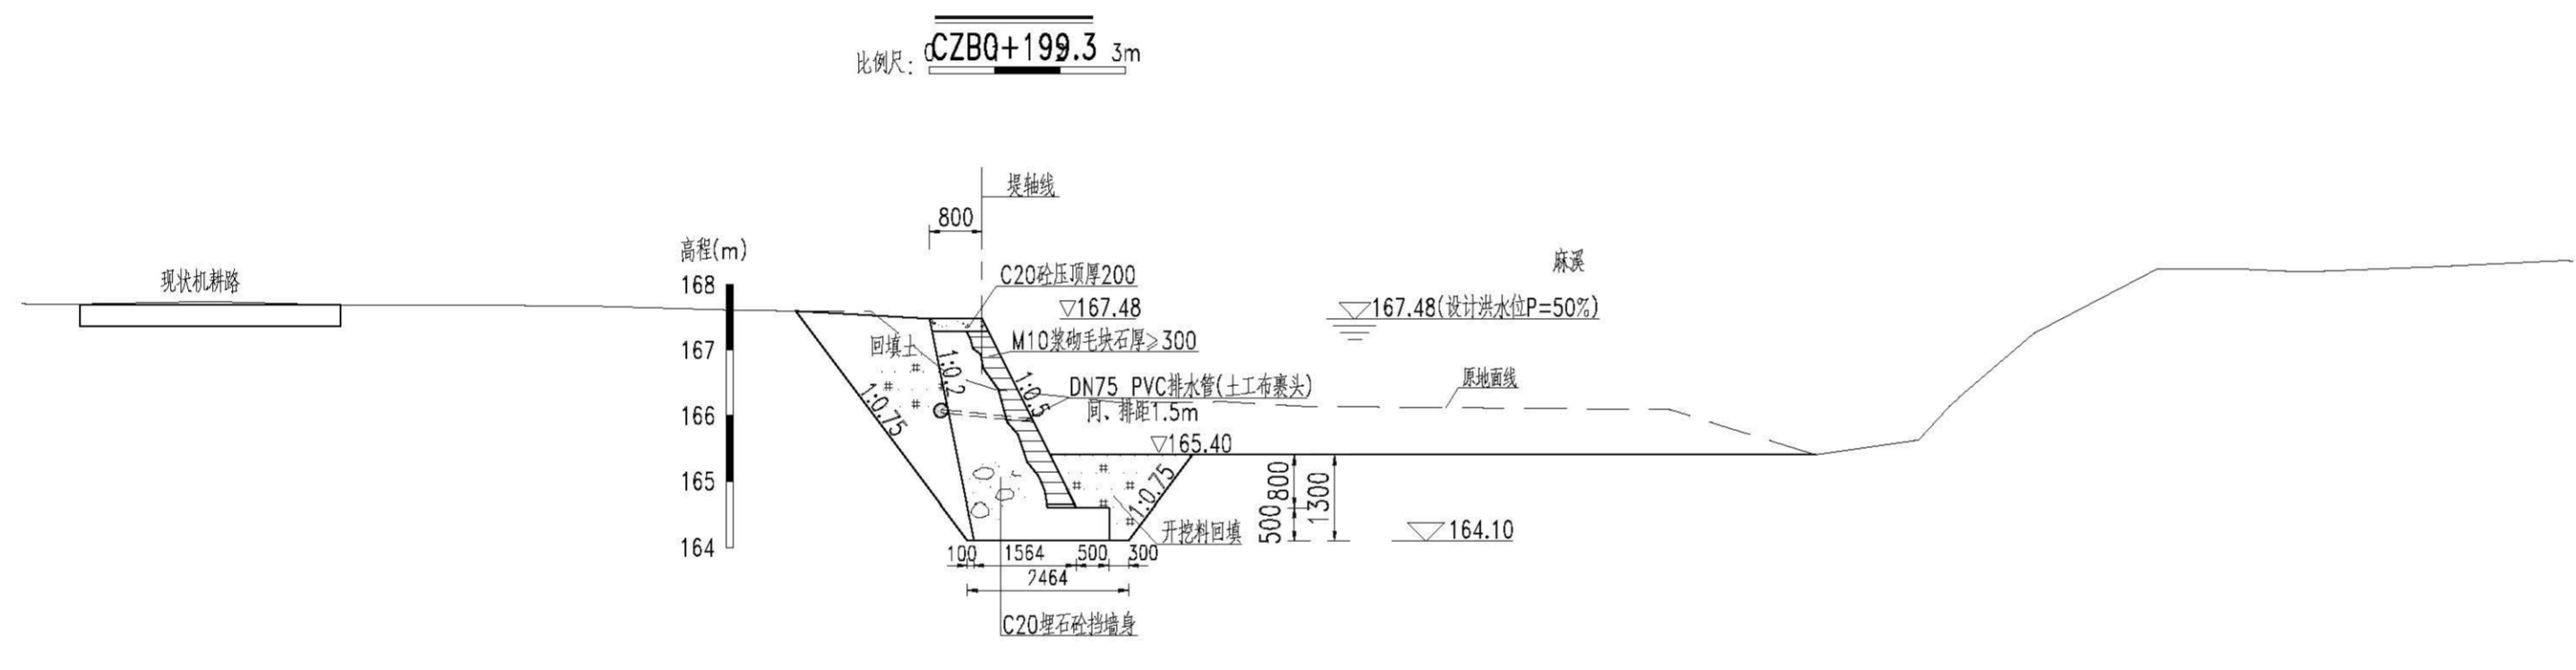 CZB0+199.3
比例尺: 0 1 2 3m
堤轴线
800
高程(m)
168
167
166
165
164
现状机耕路
麻溪
C20砼压顶厚200
▽167.48
167.48(设计洪水位P=50%)
回填土
M10浆砌毛块石厚≥300
1:0.2
1:0.5
1:0.75
DN75 PVC排水管(土工布裹头)
间、排距1.5m
原地面线
▽165.40
1:0.75
800
500
1300
164.10
开挖料回填
100 1564 500 300
2464
C20埋石砼挡墙身